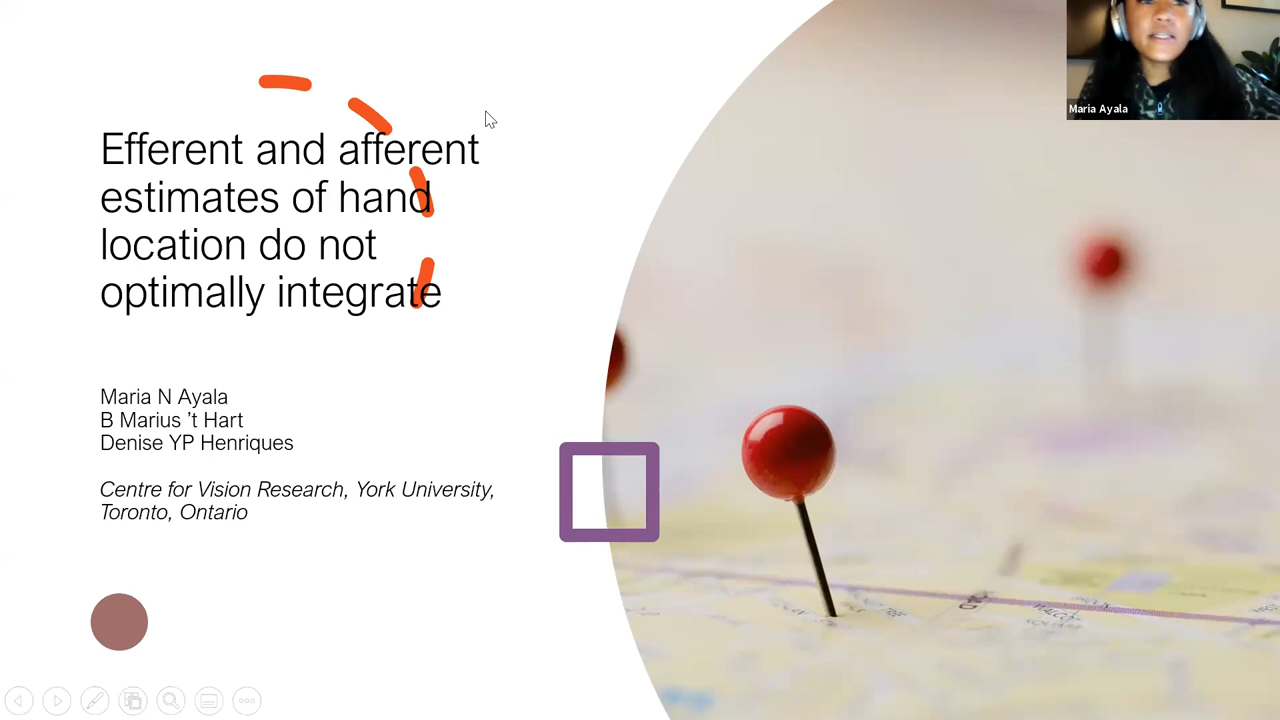 Efferent and afferent
estimates of hand
location do not
optimally integrate
Maria N Ayala
B Marius ’t Hart
Denise YP Henriques
Centre for Vision Research, York University,
Toronto, Ontario
Maria Ayala